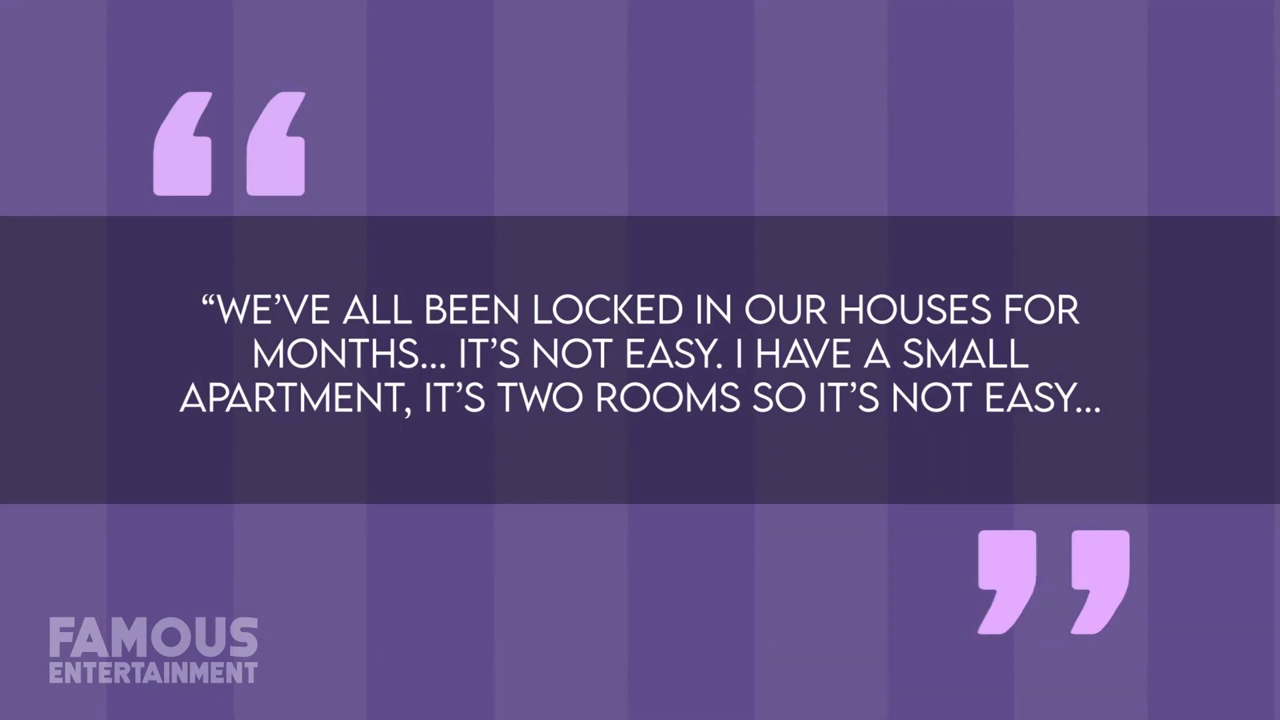 “WE’VE ALL BEEN LOCKED IN OUR HOUSES FOR
MONTHS... IT’S NOT EASY. I HAVE A SMALL
APARTMENT, IT’S TWO ROOMS SO IT’S NOT EASY...
FAMOUS
ENTERTAINMENT